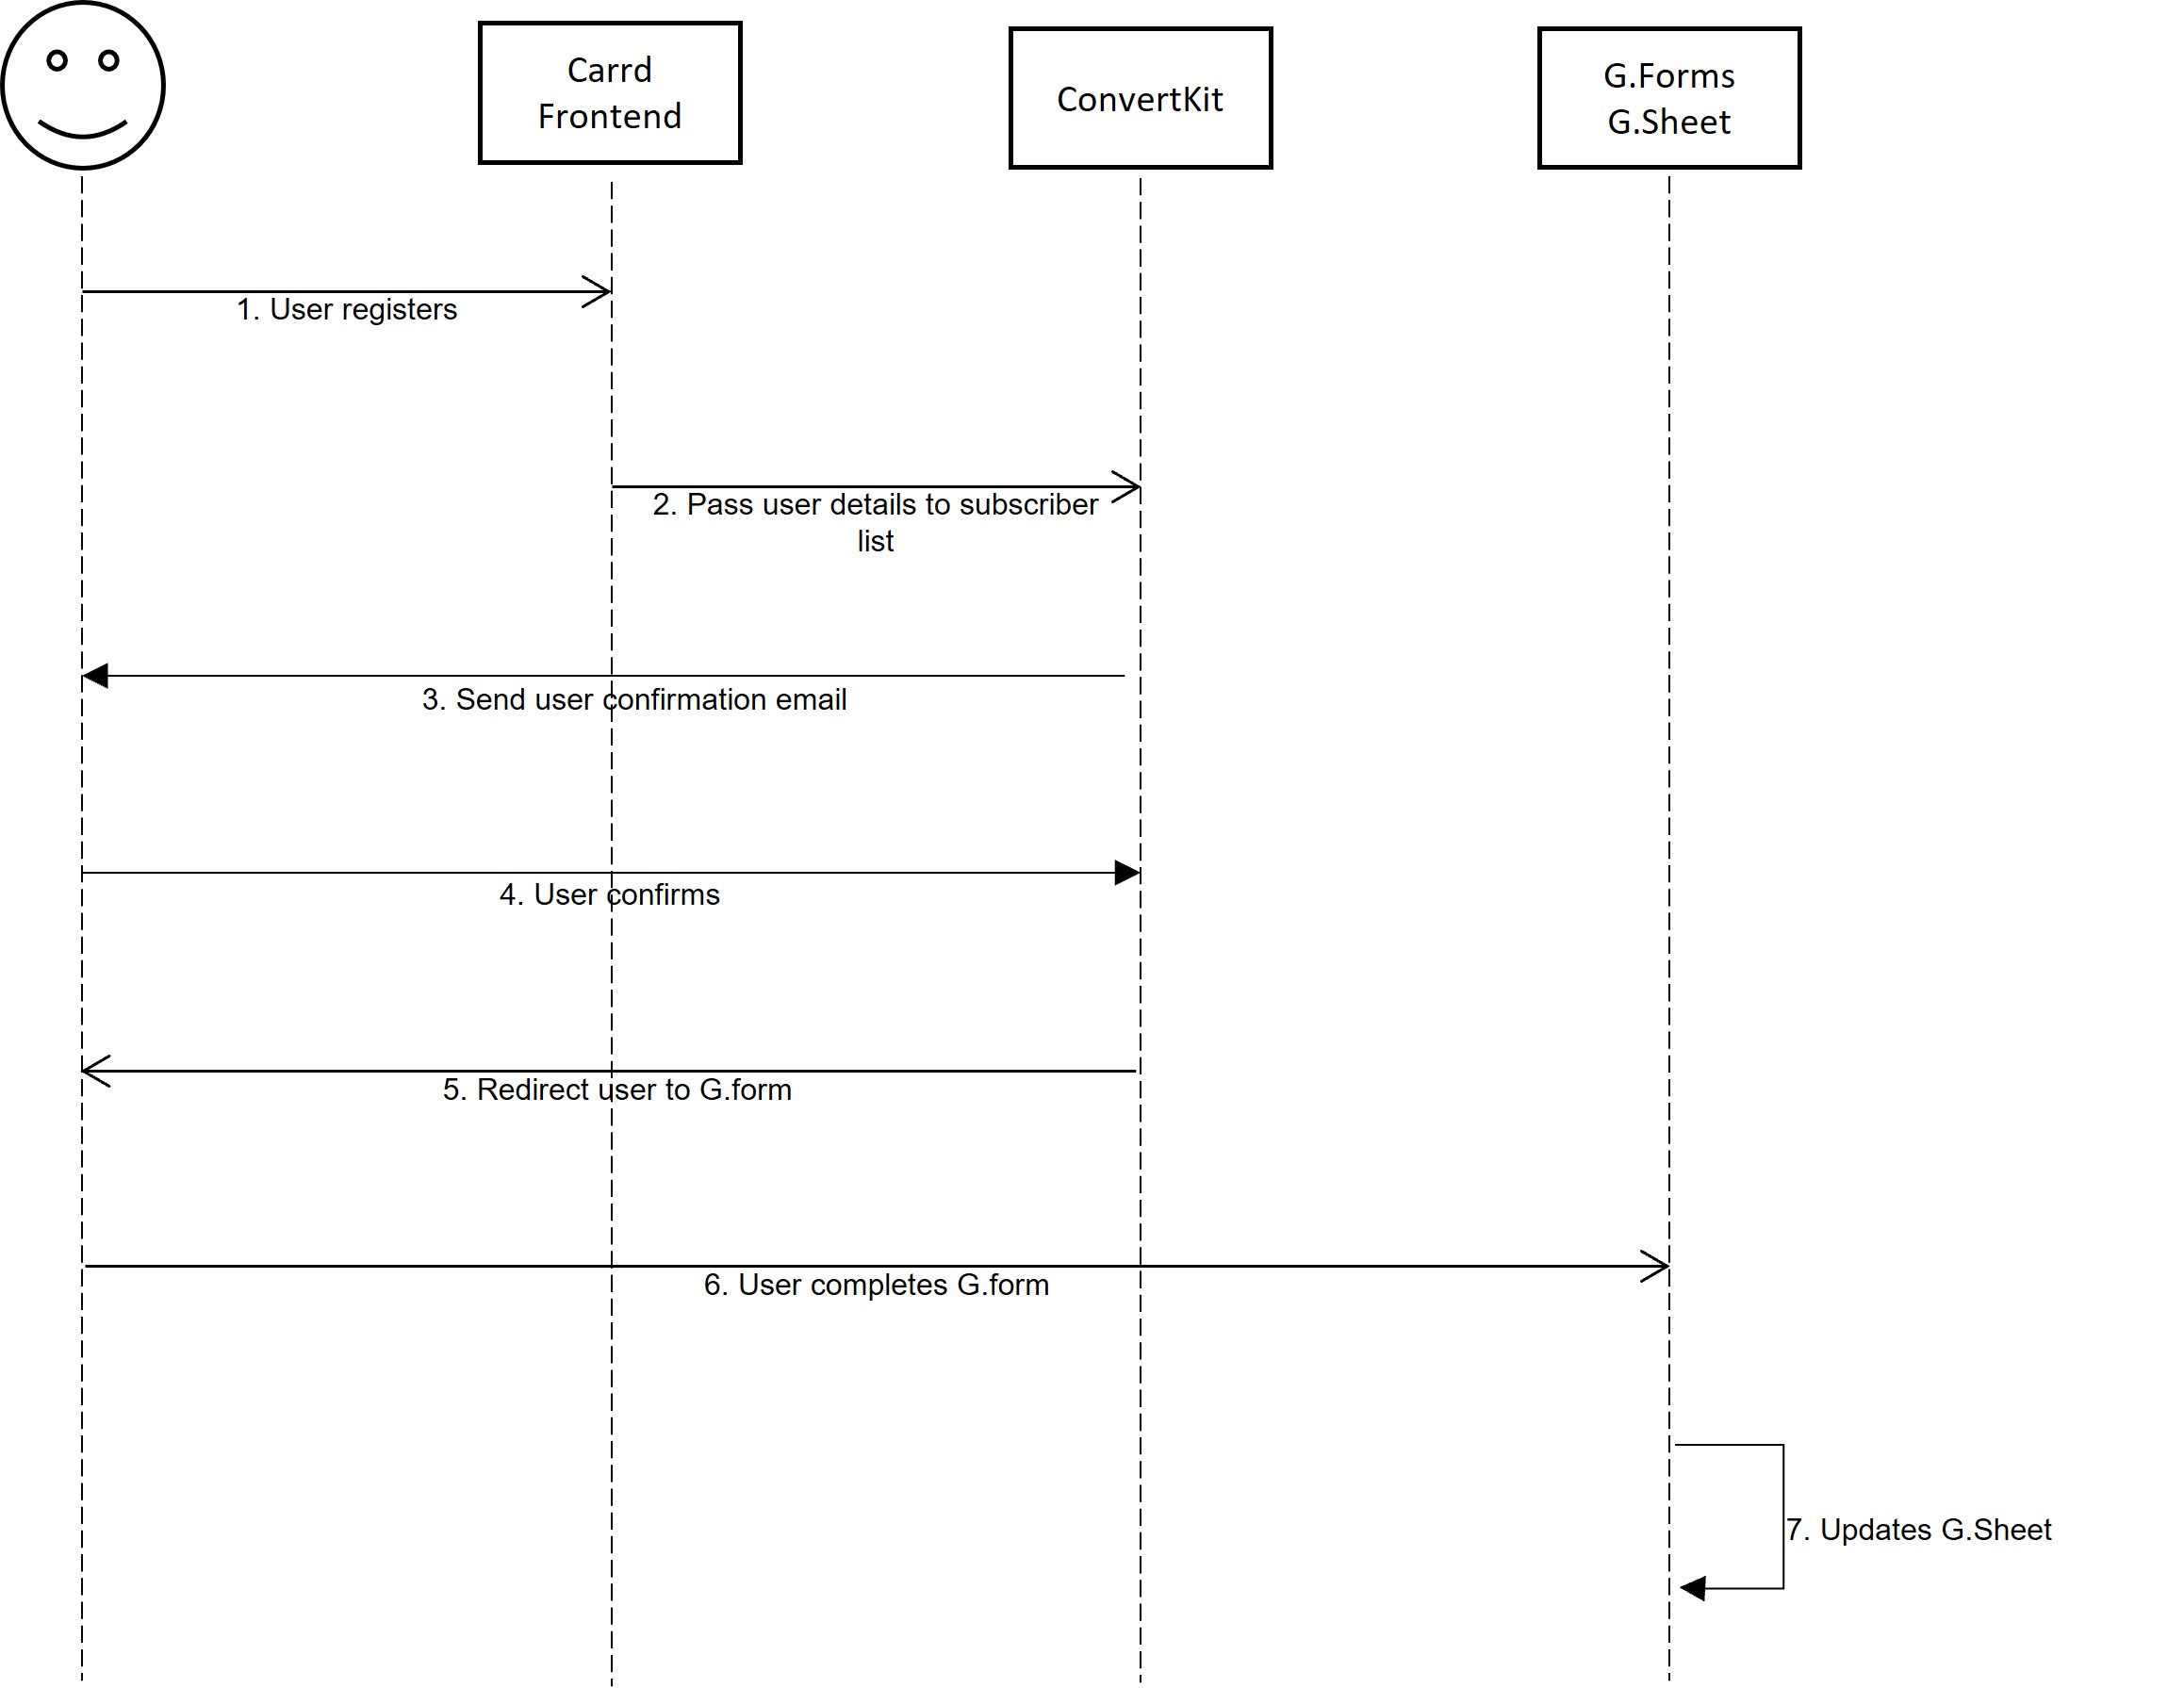 Carrd
Frontend
ConvertKit
G.Forms
G.Sheet
1. User registers
2. Pass user details to subscriber
list
3. Send user confirmation email
4. User confirms
5. Redirect user to G.form
6. User completes G.form
7. Updates G.Sheet